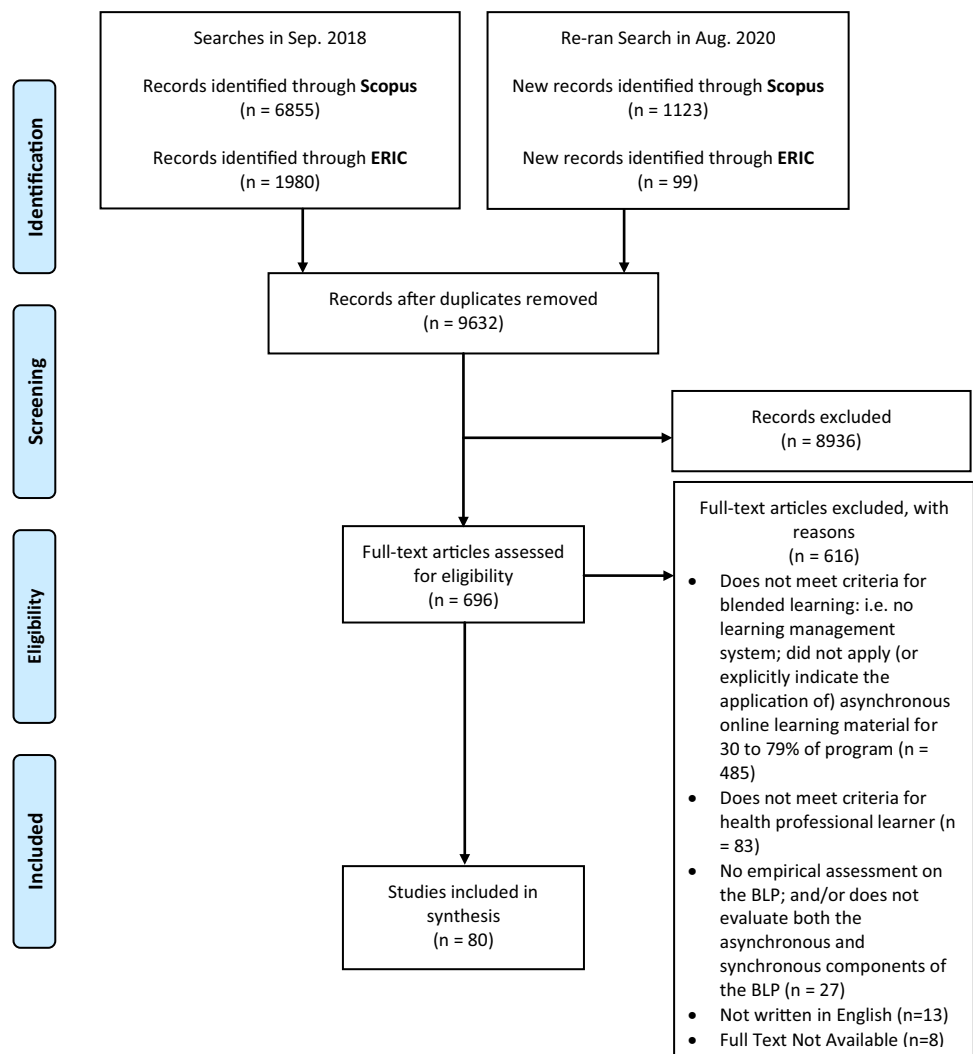 Searches in Sep. 2018
Records identified through Scopus
(n = 6855)
Records identified through ERIC
(n = 1980)
Re-ran Search in Aug. 2020
New records identified through Scopus
(n = 1123)
New records identified through ERIC
(n = 99)
Identification
Records after duplicates removed
(n = 9632)
Screening
Records excluded
(n = 8936)
Eligibility
Full-text articles assessed
for eligibility
(n = 696)
Full-text articles excluded, with
reasons
(n = 616)
• Does not meet criteria for
blended learning: i.e. no
learning management
system; did not apply (or
explicitly indicate the
application of) asynchronous
online learning material for
30 to 79% of program (n =
485)
• Does not meet criteria for
health professional learner (n
= 83)
• No empirical assessment on
the BLP; and/or does not
evaluate both the
asynchronous and
synchronous components of
the BLP (n = 27)
• Not written in English (n=13)
• Full Text Not Available (n=8)
Included
Studies included in
synthesis
(n = 80)